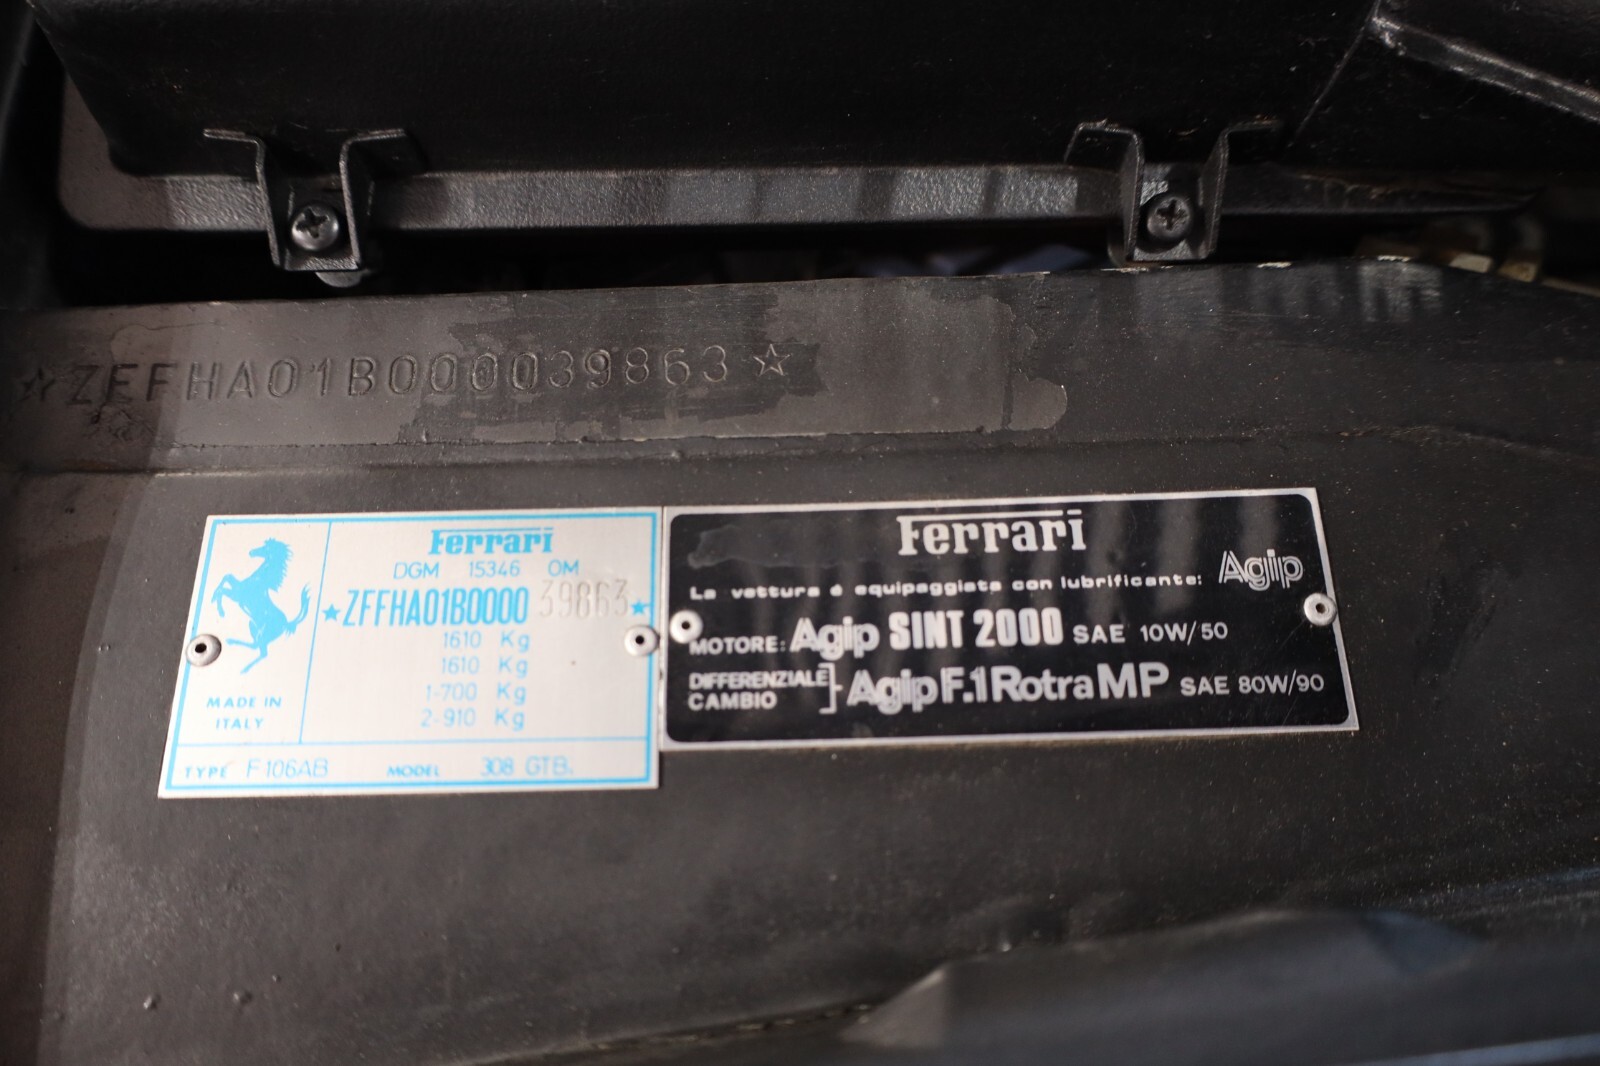 ☆ZFFHA01B000039863☆
Ferrari
DGM 15346 OM
★ZFFHA01B0000 39863★
1610 Kg
1610 Kg
1-700 Kg
2-910 Kg
MADE IN
ITALY
TYPE F106AB MODEL 308 GTB.
Ferrari
La vettura é equipaggiata con lubrificante: Agip
MOTORE: Agip SINT 2000 SAE 10W/50
DIFFERENZIALE
CAMBIO
Agip F.1 Rotra MP SAE 80W/90